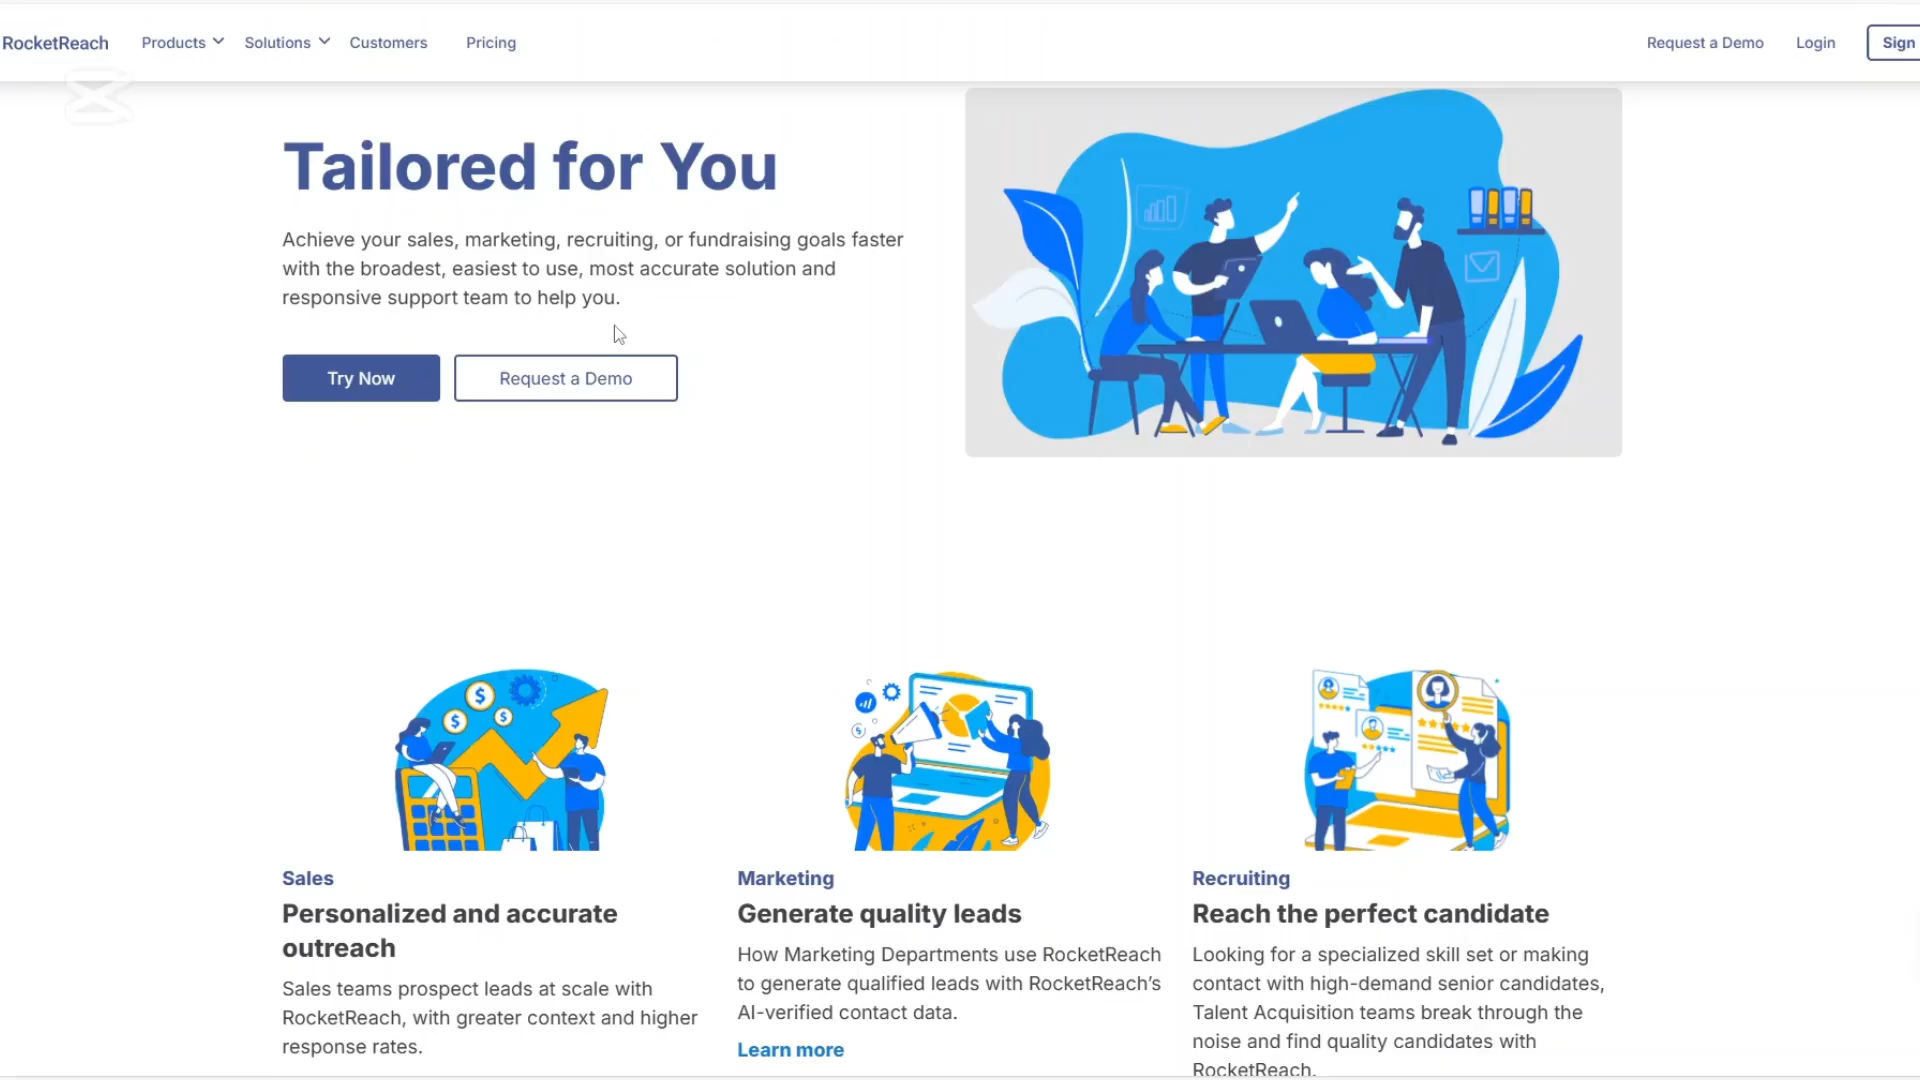 RocketReach Products Solutions Customers Pricing Request a Demo Login Sign
Tailored for You
Achieve your sales, marketing, recruiting, or fundraising goals faster
with the broadest, easiest to use, most accurate solution and
responsive support team to help you.
Try Now Request a Demo
Sales
Personalized and accurate
outreach
Sales teams prospect leads at scale with
RocketReach, with greater context and higher
response rates.
Marketing
Generate quality leads
How Marketing Departments use RocketReach
to generate qualified leads with RocketReach’s
AI-verified contact data.
Learn more
Recruiting
Reach the perfect candidate
Looking for a specialized skill set or making
contact with high-demand senior candidates,
Talent Acquisition teams break through the
noise and find quality candidates with
RocketReach.